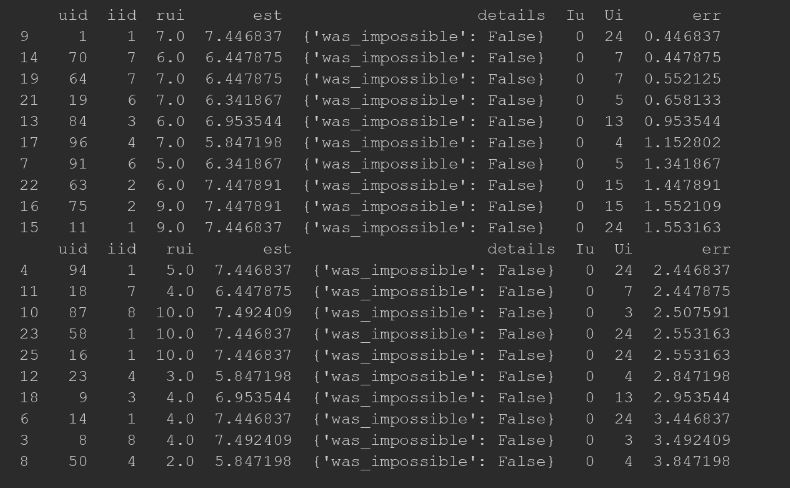 uid iid rui est details Iu Ui err
9 1 1 7.0 7.446837 {'was_impossible': False} 0 24 0.446837
14 70 7 6.0 6.447875 {'was_impossible': False} 0 7 0.447875
19 64 7 7.0 6.447875 {'was_impossible': False} 0 7 0.552125
21 19 6 7.0 6.341867 {'was_impossible': False} 0 5 0.658133
13 84 3 6.0 6.953544 {'was_impossible': False} 0 13 0.953544
17 96 4 7.0 5.847198 {'was_impossible': False} 0 4 1.152802
7 91 6 5.0 6.341867 {'was_impossible': False} 0 5 1.341867
22 63 2 6.0 7.447891 {'was_impossible': False} 0 15 1.447891
16 75 2 9.0 7.447891 {'was_impossible': False} 0 15 1.552109
15 11 1 9.0 7.446837 {'was_impossible': False} 0 24 1.553163
uid iid rui est details Iu Ui err
4 94 1 5.0 7.446837 {'was_impossible': False} 0 24 2.446837
11 18 7 4.0 6.447875 {'was_impossible': False} 0 7 2.447875
10 87 8 10.0 7.492409 {'was_impossible': False} 0 3 2.507591
23 58 1 10.0 7.446837 {'was_impossible': False} 0 24 2.553163
25 16 1 10.0 7.446837 {'was_impossible': False} 0 24 2.553163
12 23 4 3.0 5.847198 {'was_impossible': False} 0 4 2.847198
18 9 3 4.0 6.953544 {'was_impossible': False} 0 13 2.953544
6 14 1 4.0 7.446837 {'was_impossible': False} 0 24 3.446837
3 8 8 4.0 7.492409 {'was_impossible': False} 0 3 3.492409
8 50 4 2.0 5.847198 {'was_impossible': False} 0 4 3.847198